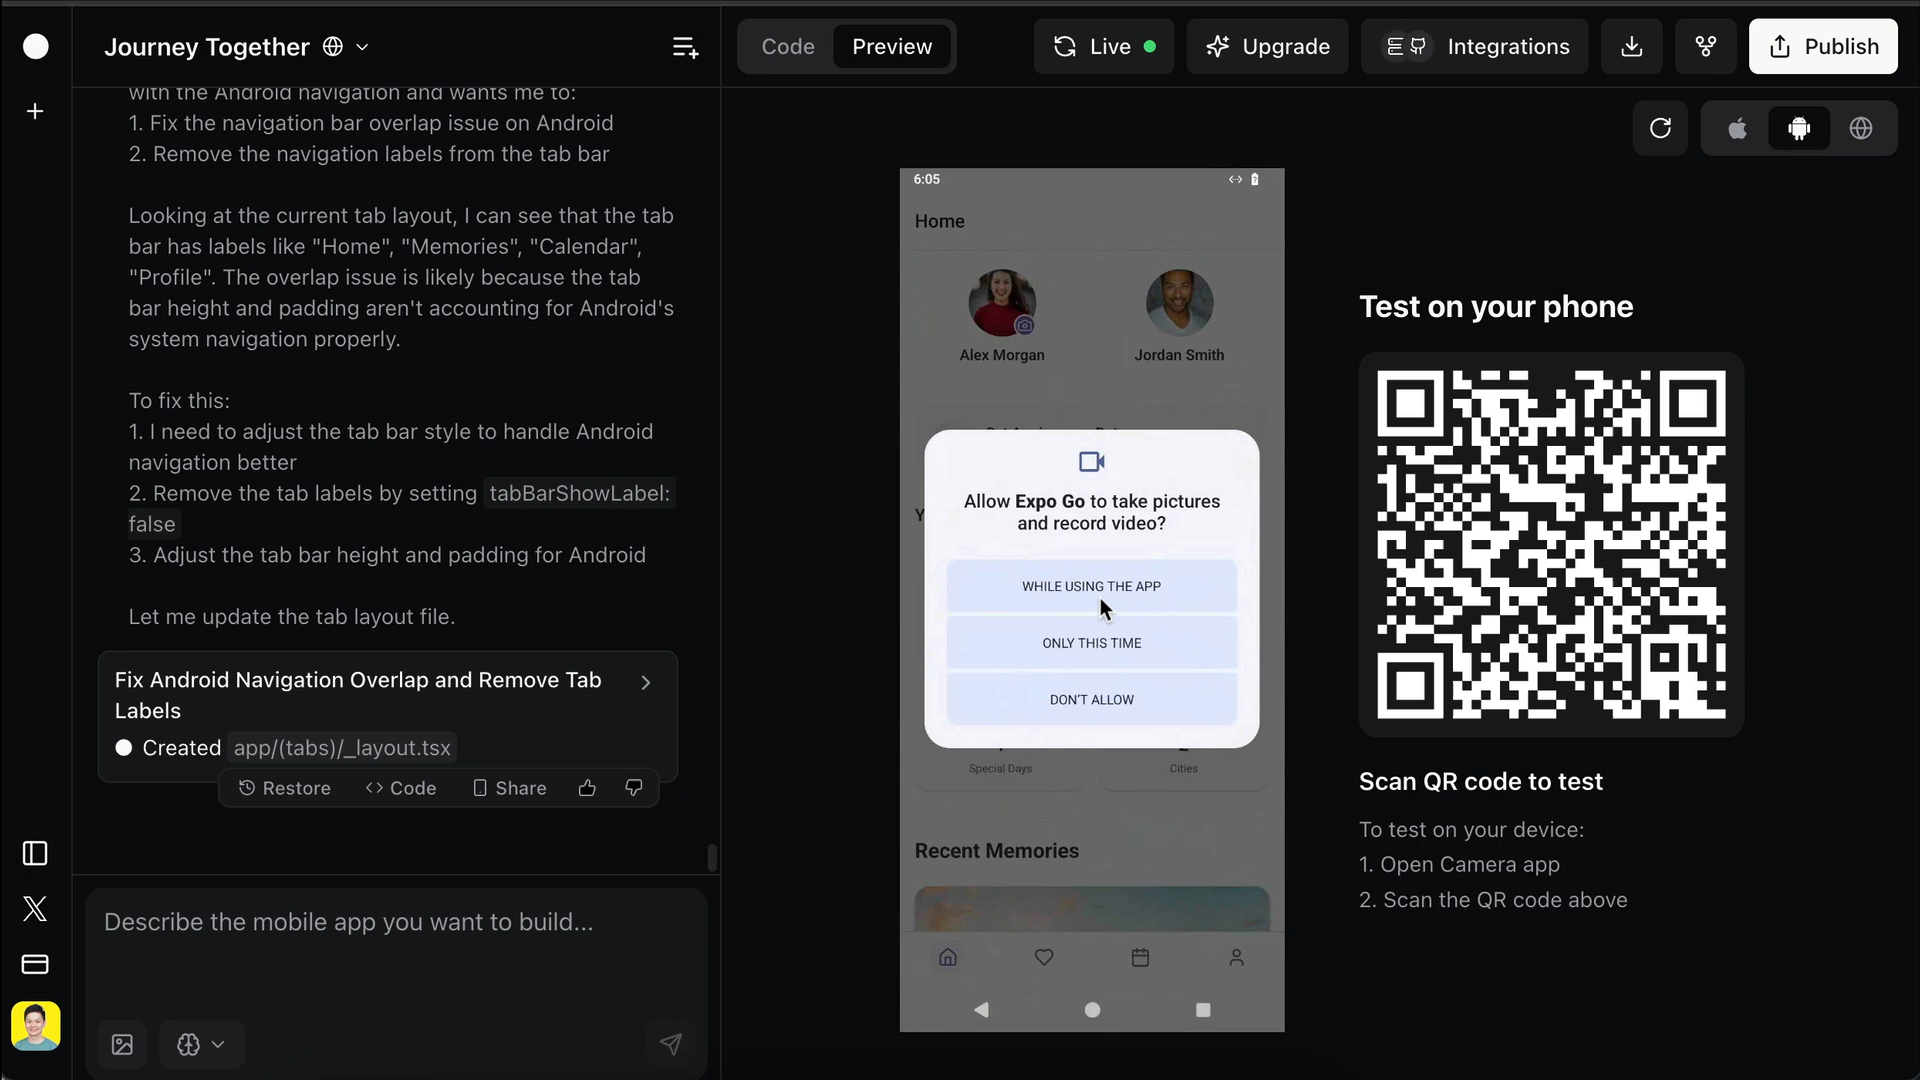 Journey Together
Code
Preview
Live
Upgrade
Integrations
Publish
with the Android navigation and wants me to:
1. Fix the navigation bar overlap issue on Android
2. Remove the navigation labels from the tab bar
Looking at the current tab layout, I can see that the tab
bar has labels like "Home", "Memories", "Calendar",
"Profile". The overlap issue is likely because the tab
bar height and padding aren't accounting for Android's
system navigation properly.
To fix this:
1. I need to adjust the tab bar style to handle Android
navigation better
2. Remove the tab labels by setting tabBarShowLabel:
false
3. Adjust the tab bar height and padding for Android
Let me update the tab layout file.
Fix Android Navigation Overlap and Remove Tab
Labels
Created app/(tabs)/_layout.tsx
Restore
Code
Share
Describe the mobile app you want to build...
6:05
Home
Alex Morgan
Jordan Smith
Allow Expo Go to take pictures
and record video?
WHILE USING THE APP
ONLY THIS TIME
DON'T ALLOW
Special Days
Cities
Recent Memories
Test on your phone
Scan QR code to test
To test on your device:
1. Open Camera app
2. Scan the QR code above